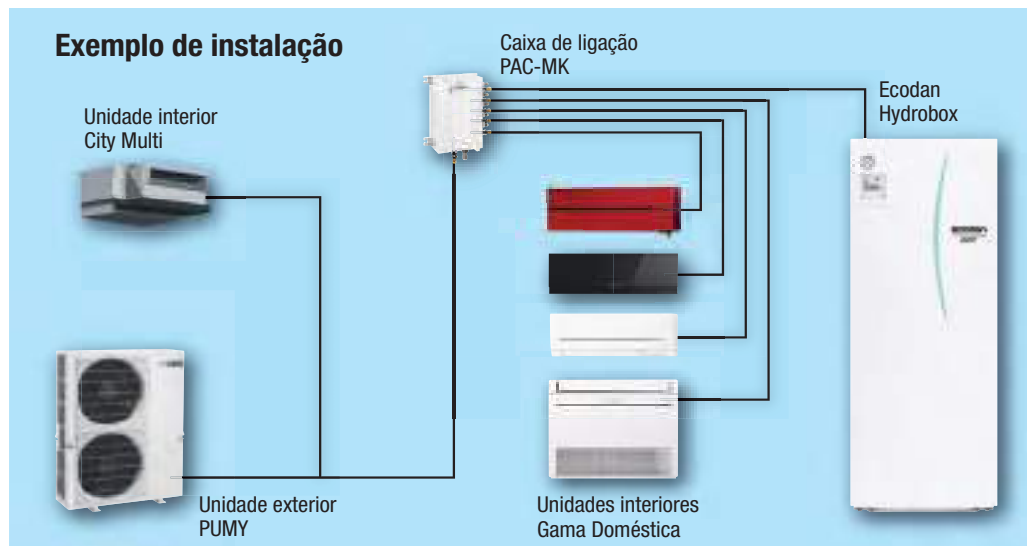 Exemplo de instalação
Caixa de ligação
PAC-MK
Ecodan
Hydrobox
Unidade interior
City Multi
Unidade exterior
PUMY
Unidades interiores
Gama Doméstica